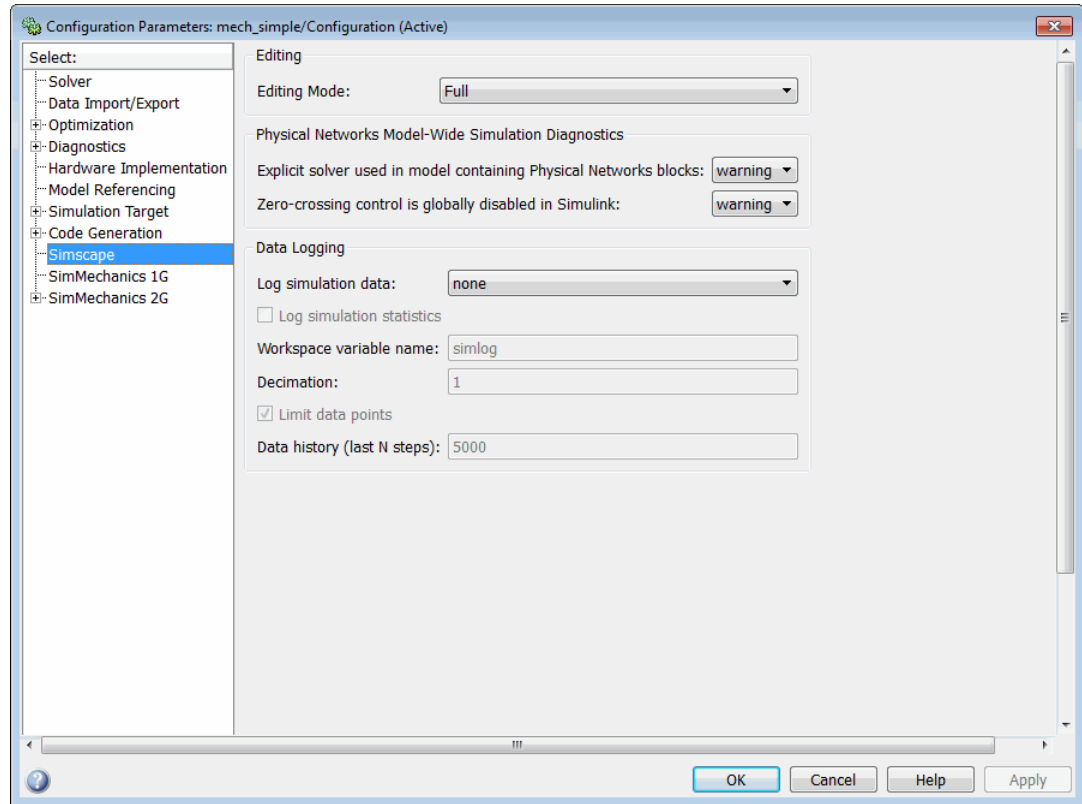 Configuration Parameters: mech_simple/Configuration (Active)
Select:
Solver
Data Import/Export
Optimization
Diagnostics
Hardware Implementation
Model Referencing
Simulation Target
Code Generation
Simscape
SimMechanics 1G
SimMechanics 2G
Editing
Editing Mode: Full
Physical Networks Model-Wide Simulation Diagnostics
Explicit solver used in model containing Physical Networks blocks: warning
Zero-crossing control is globally disabled in Simulink: warning
Data Logging
Log simulation data: none
Log simulation statistics
Workspace variable name: simlog
Decimation: 1
Limit data points
Data history (last N steps): 5000
OK Cancel Help Apply